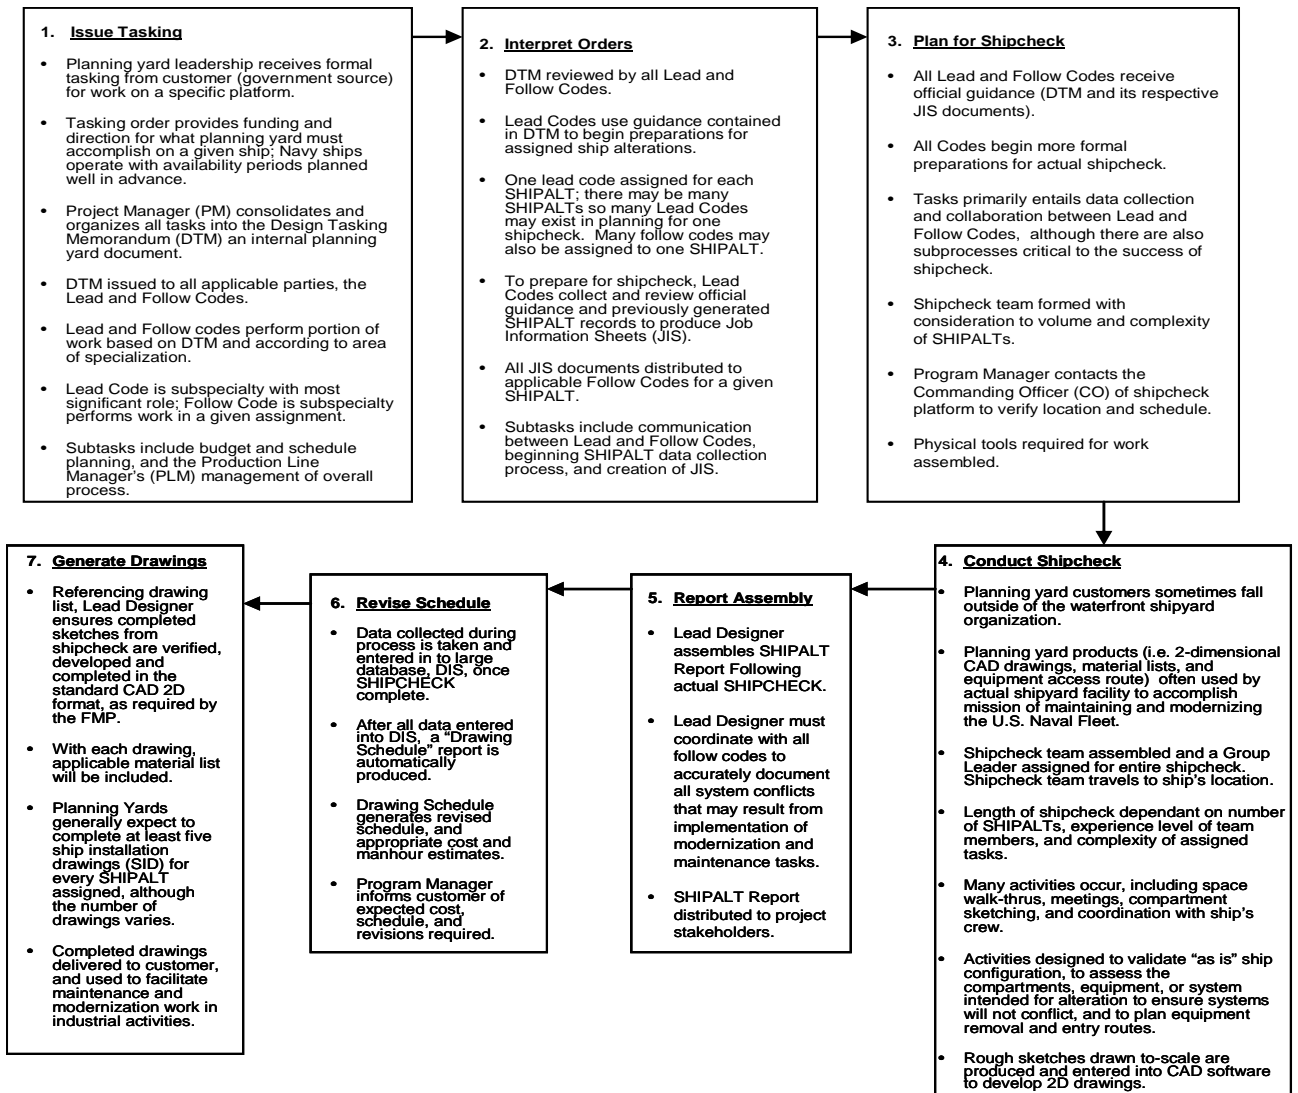 1. Issue Tasking
• Planning yard leadership receives formal
tasking from customer (government source)
for work on a specific platform.
• Tasking order provides funding and
direction for what planning yard must
accomplish on a given ship; Navy ships
operate with availability periods planned
well in advance.
• Project Manager (PM) consolidates and
organizes all tasks into the Design Tasking
Memorandum (DTM) an internal planning
yard document.
• DTM issued to all applicable parties, the
Lead and Follow Codes.
• Lead and Follow codes perform portion of
work based on DTM and according to area
of specialization.
• Lead Code is subspecialty with most
significant role; Follow Code is subspecialty
performs work in a given assignment.
• Subtasks include budget and schedule
planning, and the Production Line
Manager's (PLM) management of overall
process.
2. Interpret Orders
• DTM reviewed by all Lead and
Follow Codes.
• Lead Codes use guidance contained
in DTM to begin preparations for
assigned ship alterations.
• One lead code assigned for each
SHIPALT; there may be many
SHIPALTs so many Lead Codes
may exist in planning for one
shipcheck. Many follow codes may
also be assigned to one SHIPALT.
• To prepare for shipcheck, Lead
Codes collect and review official
guidance and previously generated
SHIPALT records to produce Job
Information Sheets (JIS).
• All JIS documents distributed to
applicable Follow Codes for a given
SHIPALT.
• Subtasks include communication
between Lead and Follow Codes,
beginning SHIPALT data collection
process, and creation of JIS.
3. Plan for Shipcheck
• All Lead and Follow Codes receive
official guidance (DTM and its respective
JIS documents).
• All Codes begin more formal
preparations for actual shipcheck.
• Tasks primarily entails data collection
and collaboration between Lead and
Follow Codes, although there are also
subprocesses critical to the success of
shipcheck.
• Shipcheck team formed with
consideration to volume and complexity
of SHIPALTs.
• Program Manager contacts the
Commanding Officer (CO) of shipcheck
platform to verify location and schedule.
• Physical tools required for work
assembled.
4. Conduct Shipcheck
• Planning yard customers sometimes fall
outside of the waterfront shipyard
organization.
• Planning yard products (i.e. 2-dimensional
CAD drawings, material lists, and
equipment access route) often used by
actual shipyard facility to accomplish
mission of maintaining and modernizing
the U.S. Naval Fleet.
• Shipcheck team assembled and a Group
Leader assigned for entire shipcheck.
Shipcheck team travels to ship's location.
• Length of shipcheck dependant on number
of SHIPALTs, experience level of team
members, and complexity of assigned
tasks.
• Many activities occur, including space
walk-thrus, meetings, compartment
sketching, and coordination with ship's
crew.
• Activities designed to validate "as is" ship
configuration, to assess the
compartments, equipment, or system
intended for alteration to ensure systems
will not conflict, and to plan equipment
removal and entry routes.
• Rough sketches drawn to-scale are
produced and entered into CAD software
to develop 2D drawings.
5. Report Assembly
• Lead Designer
assembles SHIPALT
Report Following
actual SHIPCHECK.
• Lead Designer must
coordinate with all
follow codes to
accurately document
all system conflicts
that may result from
implementation of
modernization and
maintenance tasks.
• SHIPALT Report
distributed to project
stakeholders.
6. Revise Schedule
• Data collected during
process is taken and
entered in to large
database, DIS, once
SHIPCHECK
complete.
• After all data entered
into DIS, a "Drawing
Schedule" report is
automatically
produced.
• Drawing Schedule
generates revised
schedule, and
appropriate cost and
manhour estimates.
• Program Manager
informs customer of
expected cost,
schedule, and
revisions required.
7. Generate Drawings
• Referencing drawing
list, Lead Designer
ensures completed
sketches from
shipcheck are verified,
developed and
completed in the
standard CAD 2D
format, as required by
the FMP.
• With each drawing,
applicable material list
will be included.
• Planning Yards
generally expect to
complete at least five
ship installation
drawings (SID) for
every SHIPALT
assigned, although
the number of
drawings varies.
• Completed drawings
delivered to customer,
and used to facilitate
maintenance and
modernization work in
industrial activities.